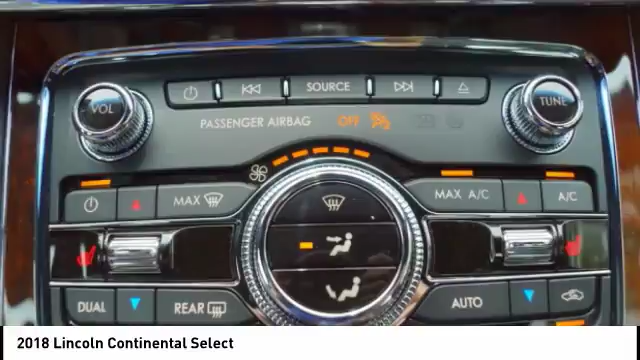 SOURCE
VOL
TUNE
PASSENGER AIRBAG OFF
MAX
MAX A/C
A/C
DUAL
REAR
AUTO
2018 Lincoln Continental Select